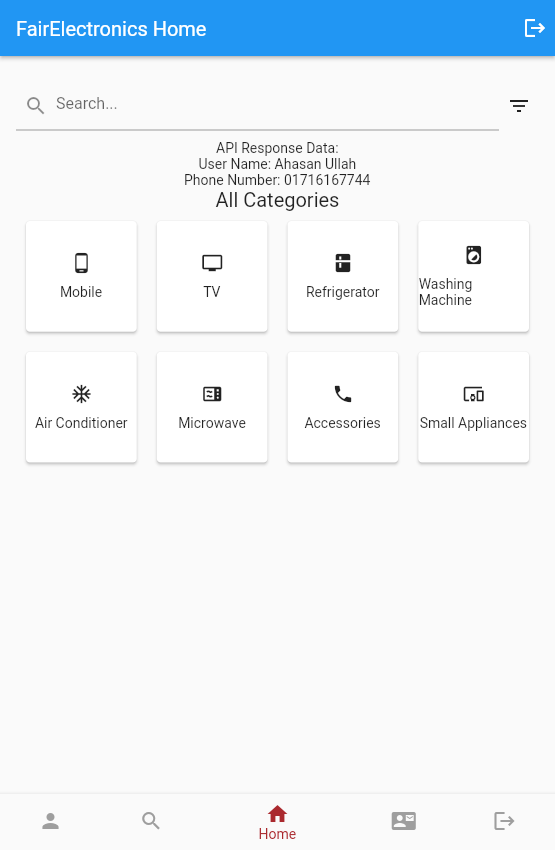 FairElectronics Home
Search...
API Response Data:
User Name: Ahasan Ullah
Phone Number: 01716167744
All Categories
Mobile
TV
Refrigerator
Washing
Machine
Air Conditioner
Microwave
Accessories
Small Appliances
Home